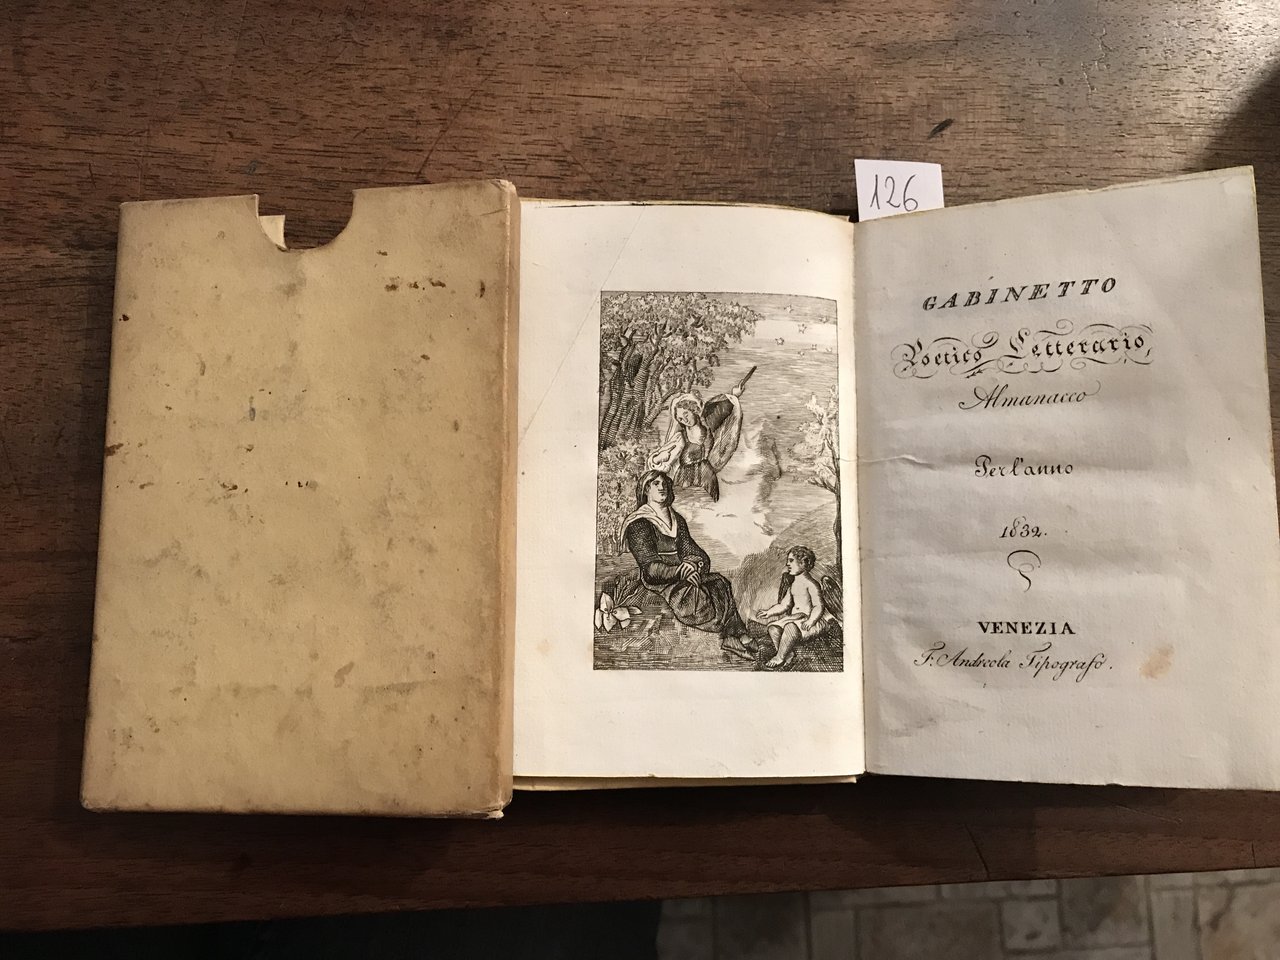 126
GABINETTO
Poetico Letterario
Almanacco
Per l'anno
1832.
VENEZIA
F. Andreola Tipografo.